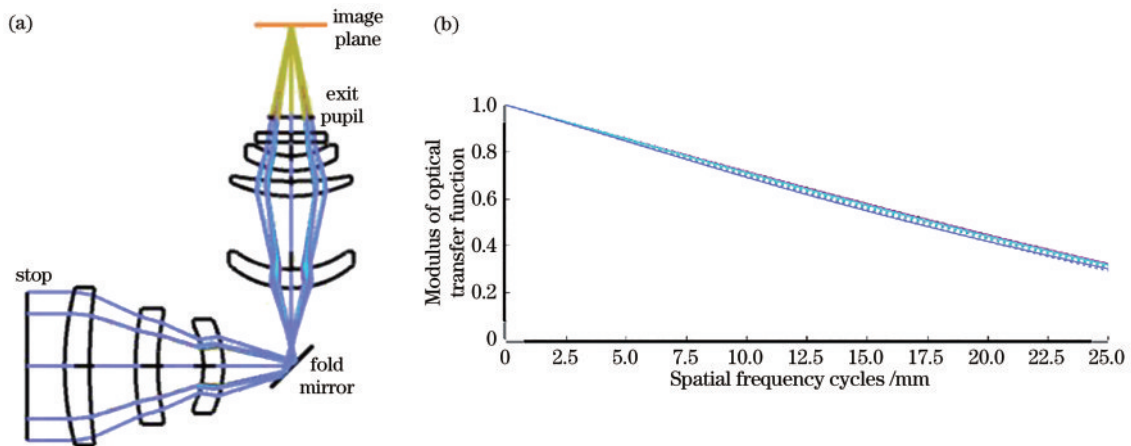 (a)
image
plane
exit
pupil
stop
fold
mirror
(b)
Modulus of optical
transfer function
1.0
0.8
0.6
0.4
0.2
0
0 2.5 5.0 7.5 10.0 12.5 15.0 17.5 20.0 22.5 25.0
Spatial frequency cycles /mm